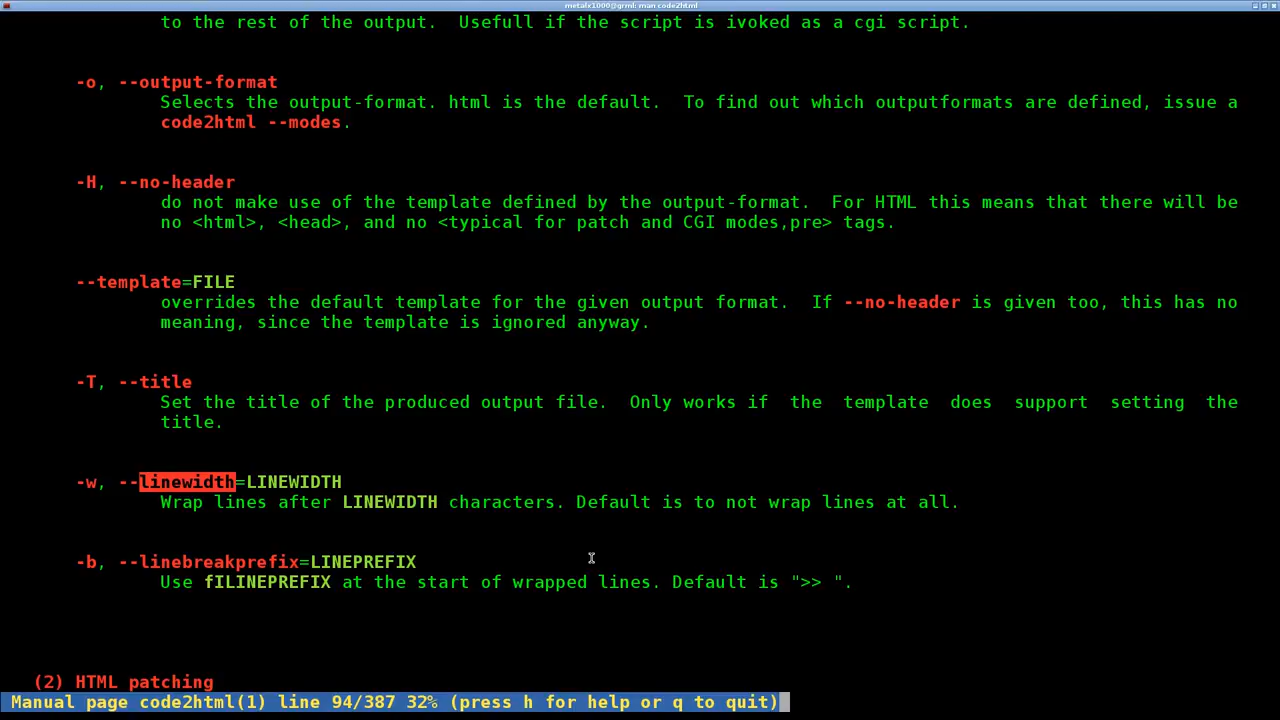 metalx1000@grml: man code2html
to the rest of the output.  Usefull if the script is ivoked as a cgi script.
-o, --output-format
Selects the output-format. html is the default.  To find out which outputformats are defined, issue a
code2html --modes.
-H, --no-header
do not make use of the template defined by the output-format.  For HTML this means that there will be
no <html>, <head>, and no <typical for patch and CGI modes,pre> tags.
--template=FILE
overrides the default template for the given output format.  If --no-header is given too, this has no
meaning, since the template is ignored anyway.
-T, --title
Set the title of the produced output file.  Only works if  the  template  does  support  setting  the
title.
-w, --linewidth=LINEWIDTH
Wrap lines after LINEWIDTH characters. Default is to not wrap lines at all.
-b, --linebreakprefix=LINEPREFIX
Use fILINEPREFIX at the start of wrapped lines. Default is ">> ".
(2) HTML patching
Manual page code2html(1) line 94/387 32% (press h for help or q to quit)